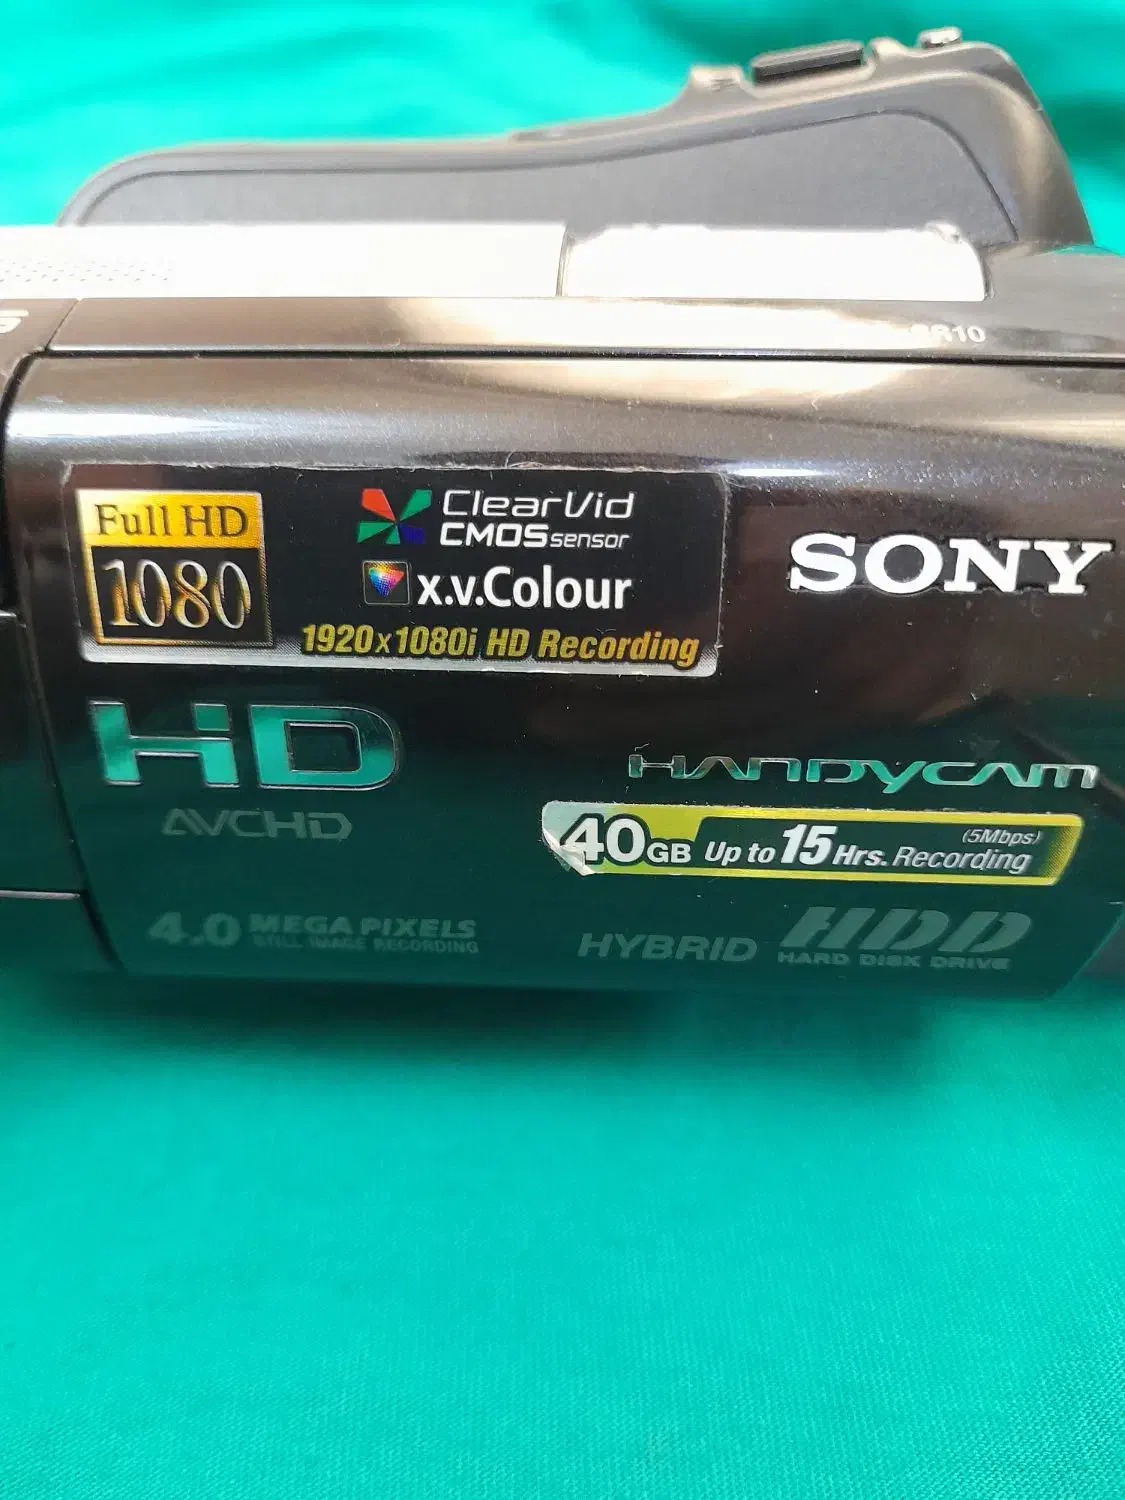 SR10
ClearVid
CMOS sensor
Full HD
1080
x.v.Colour
1920x1080i HD Recording
SONY
HD
HANDYCAM
AVCHD
40GB Up to 15 Hrs. Recording
(5Mbps)
4.0 MEGA PIXELS
STILL IMAGE RECORDING
HYBRID HDD
HARD DISK DRIVE